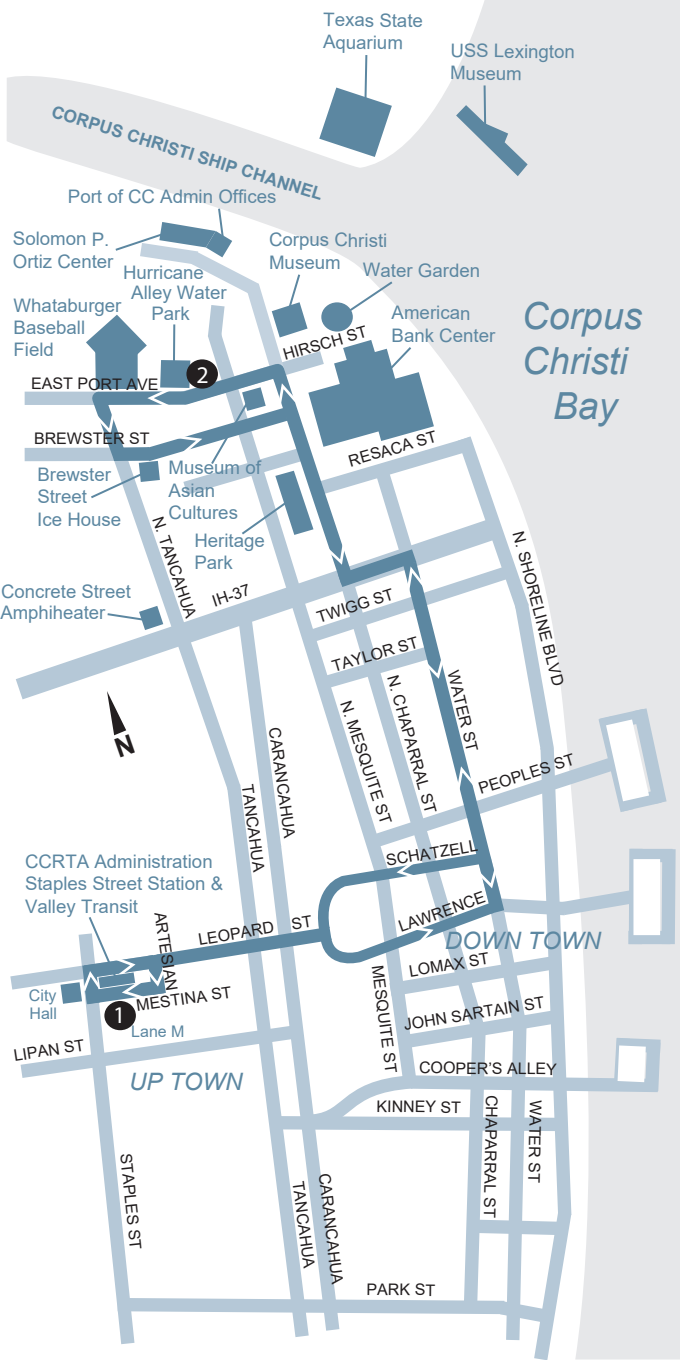 Texas State
Aquarium
USS Lexington
Museum
CORPUS CHRISTI SHIP CHANNEL
Port of CC Admin Offices
Solomon P.
Ortiz Center
Corpus Christi
Museum
Hurricane
Alley Water
Park
Water Garden
Whataburger
Baseball
Field
American
Bank Center
Corpus
Christi
Bay
HIRSCH ST
2
EAST PORT AVE
BREWSTER ST
RESACA ST
Brewster
Street
Ice House
Museum of
Asian
Cultures
Heritage
Park
N. TANCAHUA
N. SHORELINE BLVD
Concrete Street
Amphiheater
IH-37
TWIGG ST
TAYLOR ST
WATER ST
N
N. MESQUITE ST
N. CHAPARRAL ST
CARANCAHUA
PEOPLES ST
TANCAHUA
SCHATZELL
CCRTA Administration
Staples Street Station &
Valley Transit
ARTESIAN
LEOPARD ST
LAWRENCE
DOWN TOWN
LOMAX ST
City
Hall
MESTINA ST
1
Lane M
MESQUITE ST
JOHN SARTAIN ST
LIPAN ST
COOPER'S ALLEY
UP TOWN
KINNEY ST
CHAPARRAL ST
WATER ST
STAPLES ST
TANCAHUA
CARANCAHUA
PARK ST